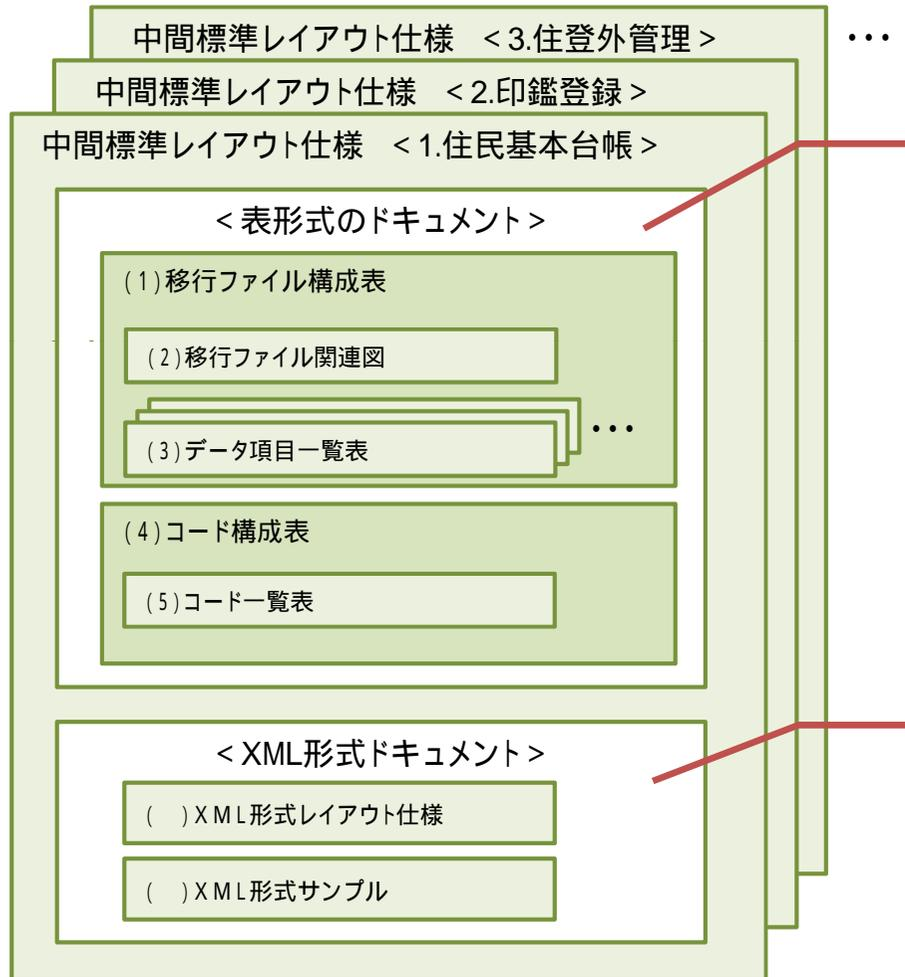 中間標準レイアウト仕様 <3.住登外管理>
…
中間標準レイアウト仕様 <2.印鑑登録>
中間標準レイアウト仕様 <1.住民基本台帳>
<表形式のドキュメント>
(1)移行ファイル構成表
(2)移行ファイル関連図
…
(3)データ項目一覧表
(4)コード構成表
(5)コード一覧表
<XML形式ドキュメント>
( )XML形式レイアウト仕様
( )XML形式サンプル